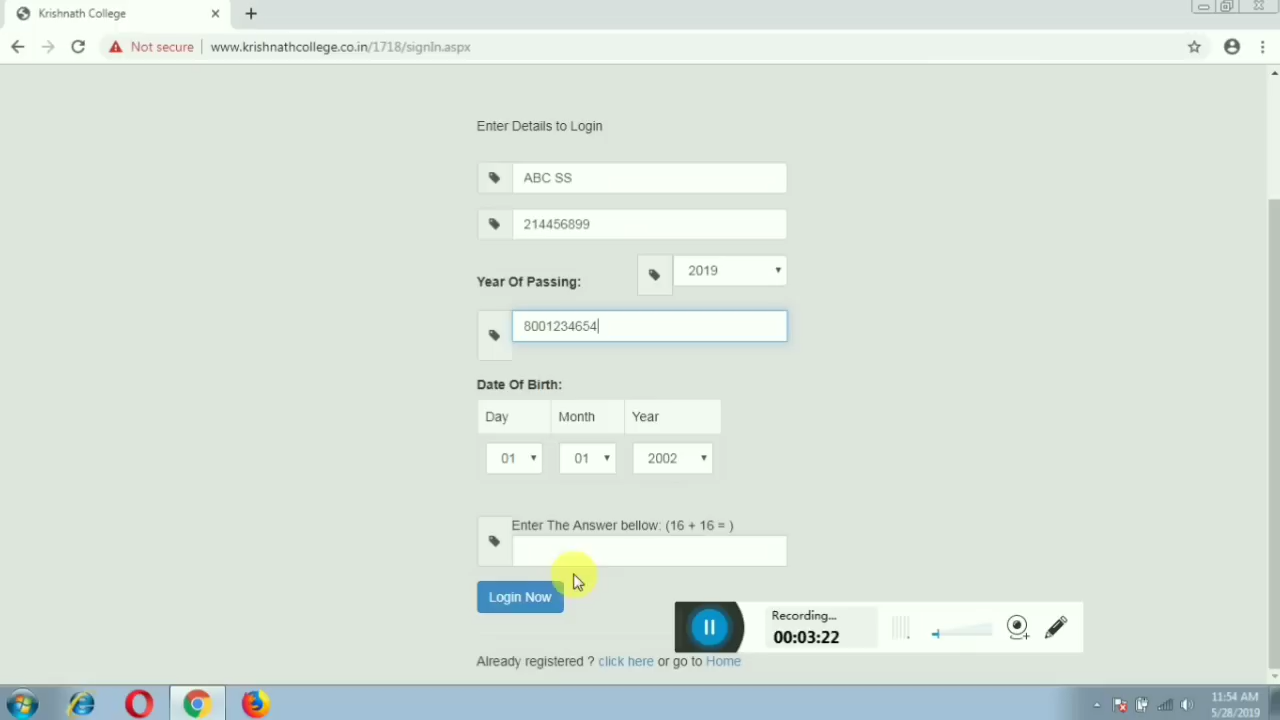 Krishnath College
Not secure
www.krishnathcollege.co.in/1718/signIn.aspx
Enter Details to Login
ABC SS
214456899
2019
Year Of Passing:
8001234654
Date Of Birth:
Day Month Year
01 01 2002
Enter The Answer bellow: (16 + 16 = )
Login Now
Recording...
00:03:22
Already registered ? click here or go to Home
11:54 AM
5/28/2019